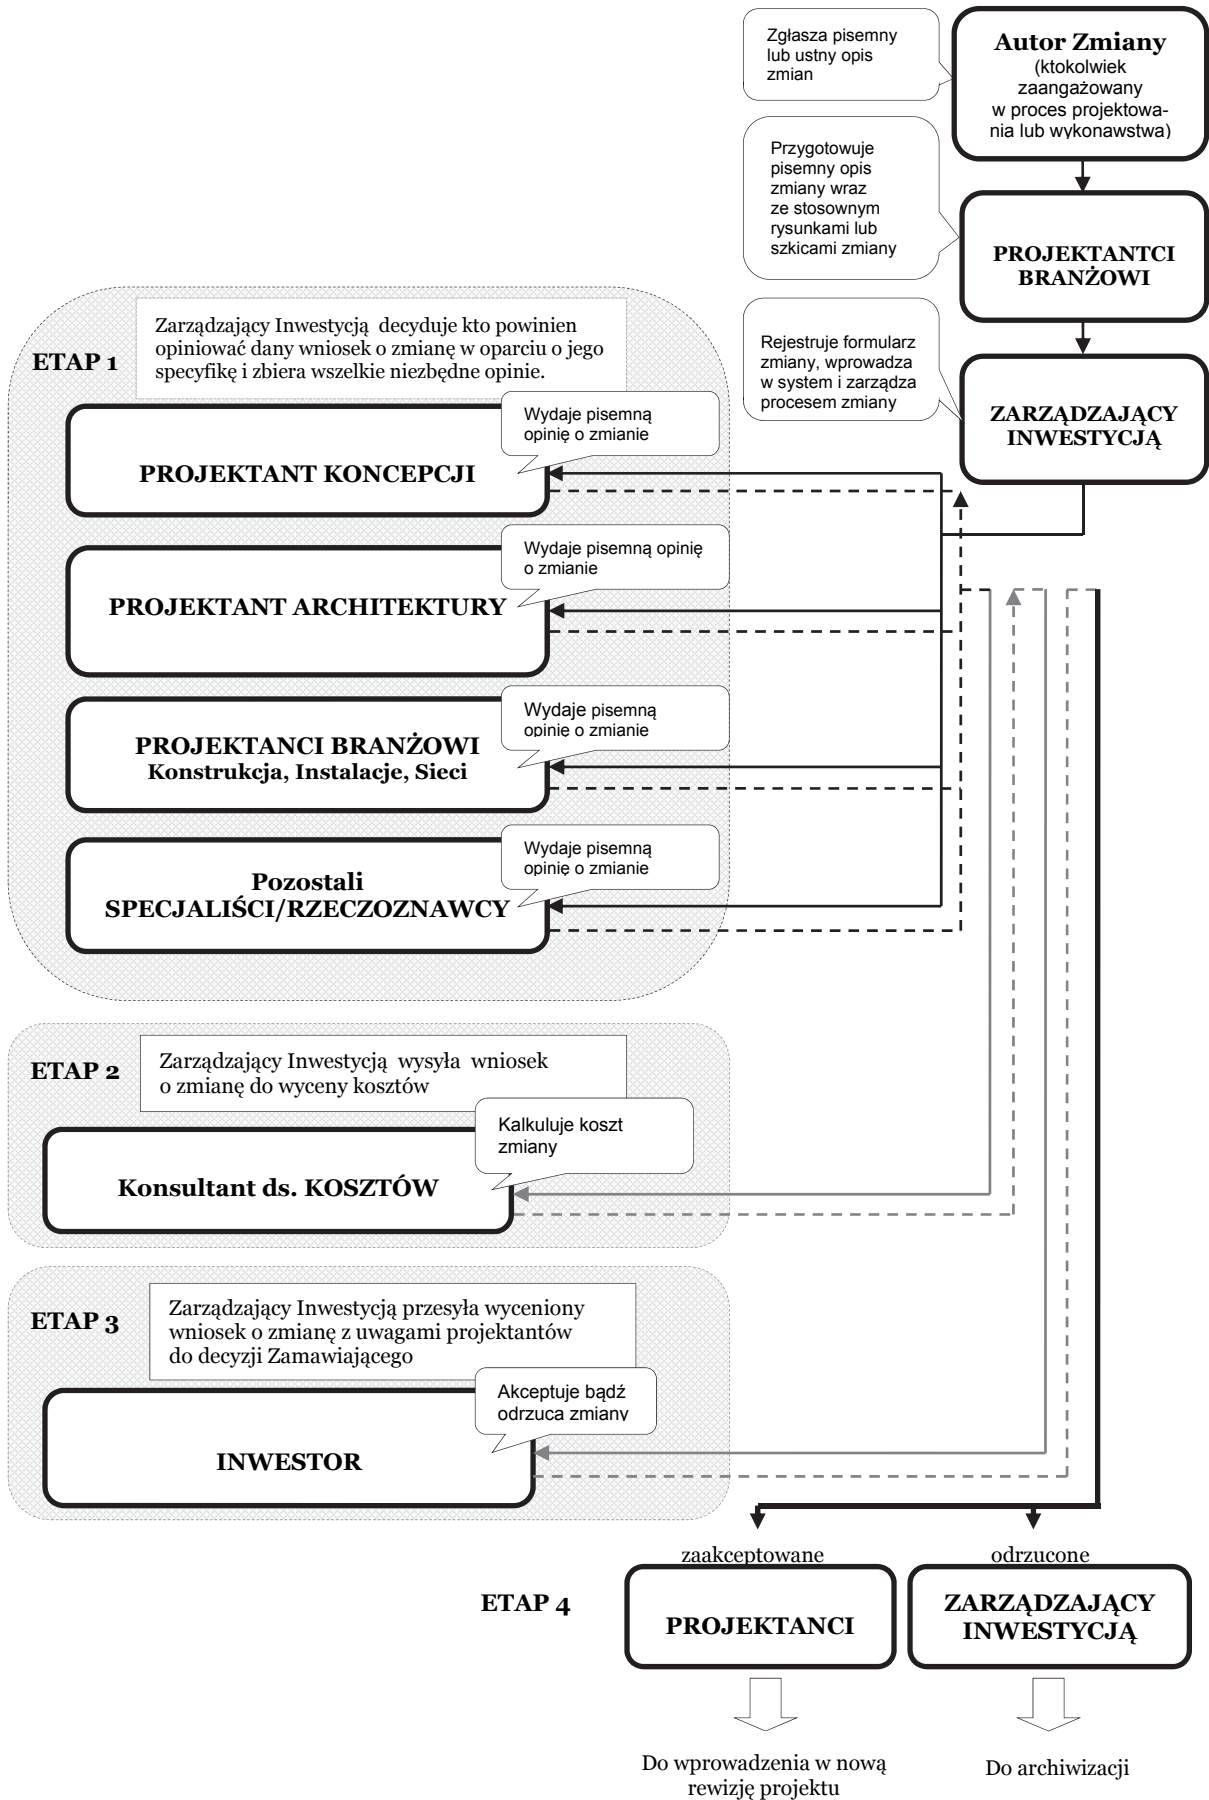 Zgłasza pisemny
lub ustny opis
zmian
Autor Zmiany
(ktokolwiek
zaangażowany
w proces projektowa-
nia lub wykonawstwa)
Przygotowuje
pisemny opis
zmiany wraz
ze stosownym
rysunkami lub
szkicami zmiany
PROJEKTANTCI
BRANŻOWI
Rejestruje formularz
zmiany, wprowadza
w system i zarządza
procesem zmiany
ZARZĄDZAJĄCY
INWESTYCJĄ
ETAP 1
Zarządzający Inwestycją decyduje kto powinien
opiniować dany wniosek o zmianę w oparciu o jego
specyfikę i zbiera wszelkie niezbędne opinie.
Wydaje pisemną
opinię o zmianie
PROJEKTANT KONCEPCJI
Wydaje pisemną opinię
o zmianie
PROJEKTANT ARCHITEKTURY
Wydaje pisemną
opinię o zmianie
PROJEKTANCI BRANŻOWI
Konstrukcja, Instalacje, Sieci
Wydaje pisemną
opinię o zmianie
Pozostali
SPECJALIŚCI/RZECZOZNAWCY
ETAP 2
Zarządzający Inwestycją wysyła wniosek
o zmianę do wyceny kosztów
Kalkuluje koszt
zmiany
Konsultant ds. KOSZTÓW
ETAP 3
Zarządzający Inwestycją przesyła wyceniony
wniosek o zmianę z uwagami projektantów
do decyzji Zamawiającego
Akceptuje bądź
odrzuca zmiany
INWESTOR
zaakceptowane
odrzucone
ETAP 4
PROJEKTANCI
ZARZĄDZAJĄCY
INWESTYCJĄ
Do wprowadzenia w nową
rewizję projektu
Do archiwizacji